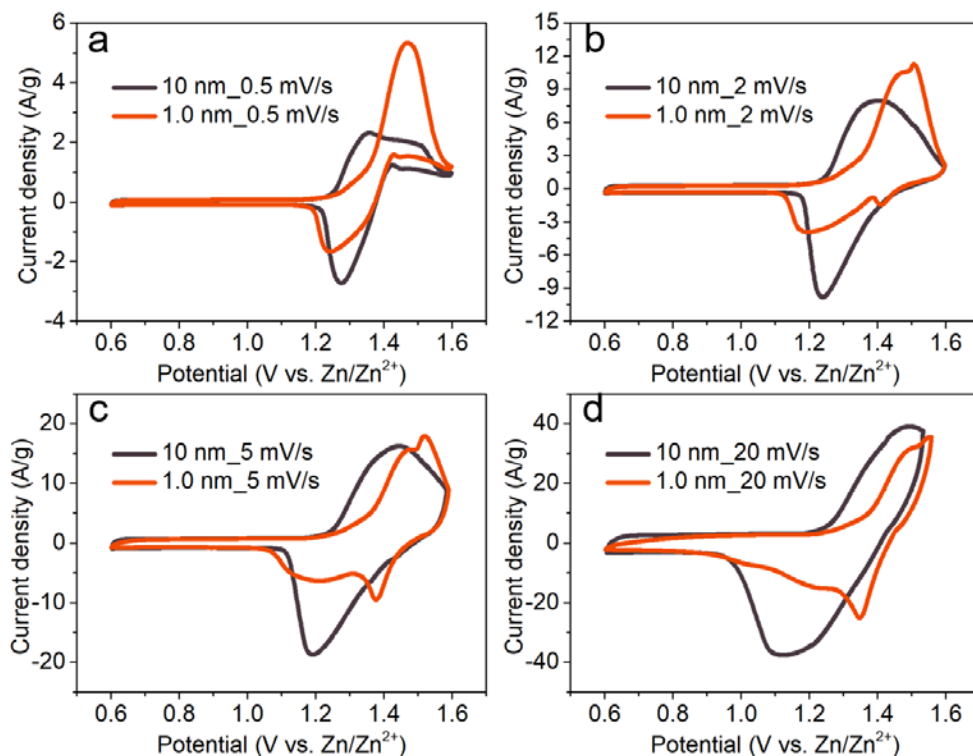 a
10 nm_0.5 mV/s
1.0 nm_0.5 mV/s
Current density (A/g)
6
4
2
0
-2
-4
0.6 0.8 1.0 1.2 1.4 1.6
Potential (V vs. Zn/Zn²⁺)
b
10 nm_2 mV/s
1.0 nm_2 mV/s
Current density (A/g)
15
12
9
6
3
0
-3
-6
-9
-12
0.6 0.8 1.0 1.2 1.4 1.6
Potential (V vs. Zn/Zn²⁺)
c
10 nm_5 mV/s
1.0 nm_5 mV/s
Current density (A/g)
20
10
0
-10
-20
0.6 0.8 1.0 1.2 1.4 1.6
Potential (V vs. Zn/Zn²⁺)
d
10 nm_20 mV/s
1.0 nm_20 mV/s
Current density (A/g)
40
20
0
-20
-40
0.6 0.8 1.0 1.2 1.4 1.6
Potential (V vs. Zn/Zn²⁺)